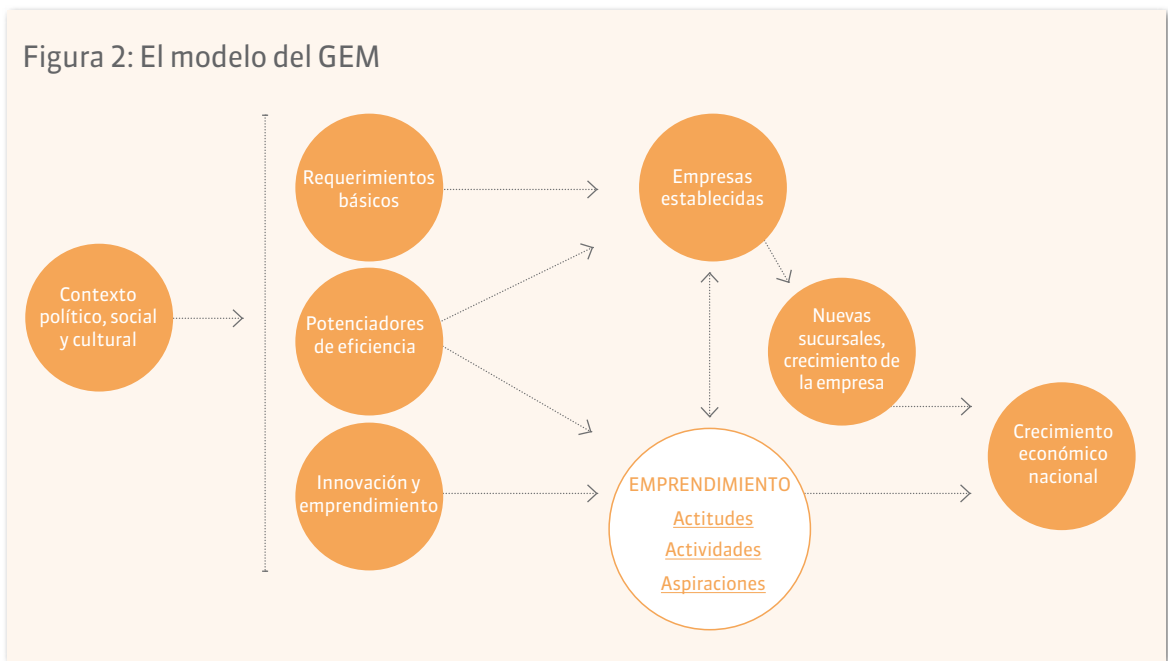 Figura 2: El modelo del GEM
Contexto
político, social
y cultural
Requerimientos
básicos
Potenciadores
de eficiencia
Innovación y
emprendimiento
Empresas
establecidas
Nuevas
sucursales,
crecimiento de
la empresa
EMPRENDIMIENTO
Actitudes
Actividades
Aspiraciones
Crecimiento
económico
nacional